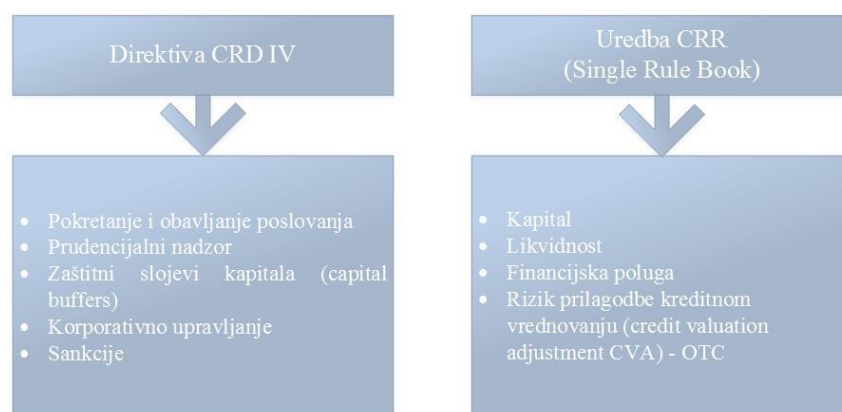 Direktiva CRD IV
Uredba CRR
(Single Rule Book)
• Pokretanje i obavljanje poslovanja
• Prudencijalni nadzor
• Zaštitni slojevi kapitala (capital
buffers)
• Korporativno upravljanje
• Sankcije
• Kapital
• Likvidnost
• Financijska poluga
• Rizik prilagodbe kreditnom
vrednovanju (credit valuation
adjustment CVA) - OTC